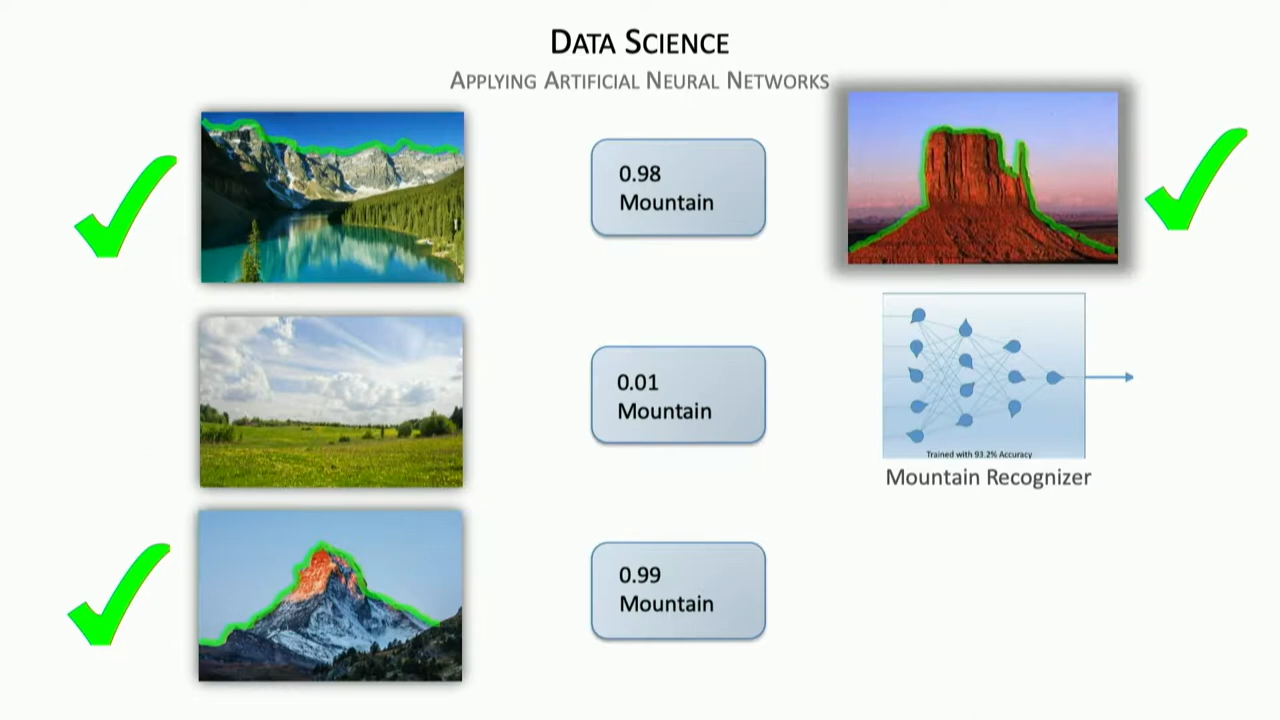 DATA SCIENCE
APPLYING ARTIFICIAL NEURAL NETWORKS
0.98
Mountain
0.01
Mountain
0.99
Mountain
Trained with 93.2% Accuracy
Mountain Recognizer